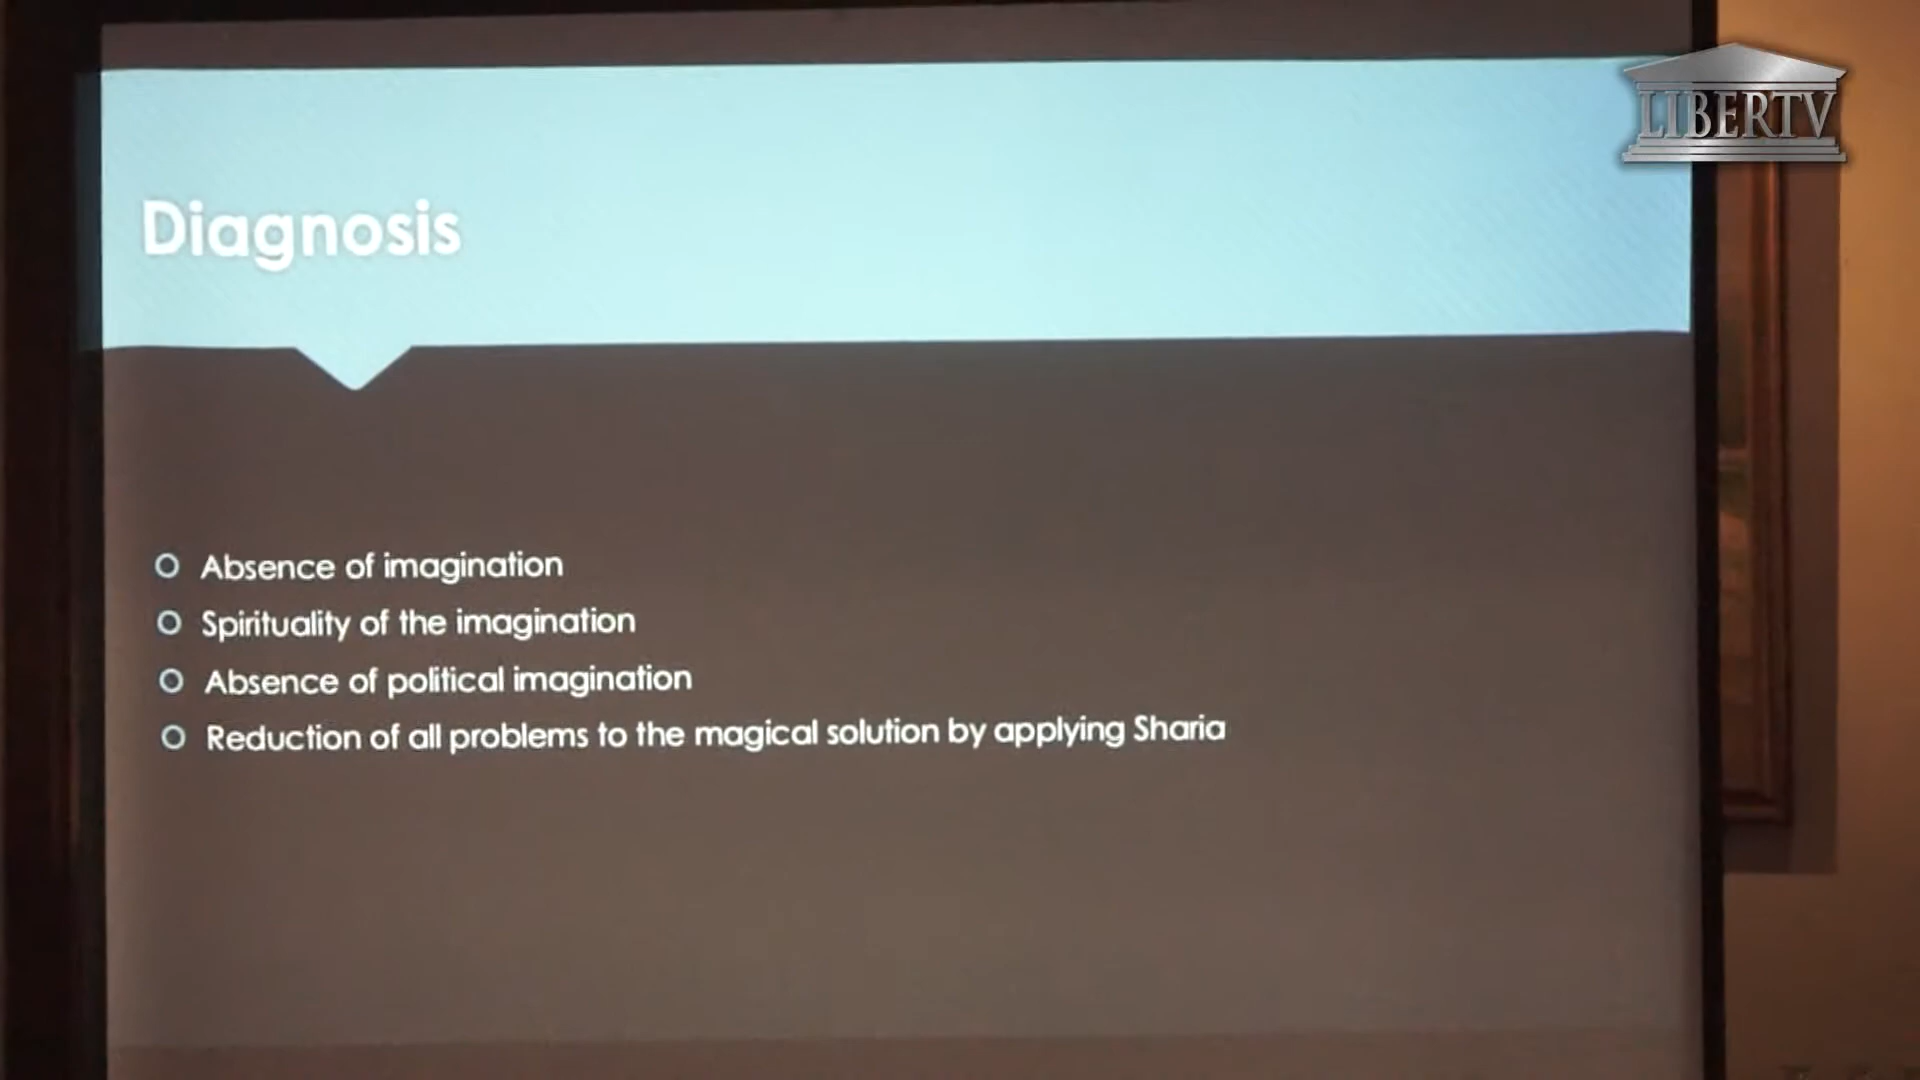 LIBERTV
Diagnosis
Absence of imagination
Spirituality of the imagination
Absence of political imagination
Reduction of all problems to the magical solution by applying Sharia